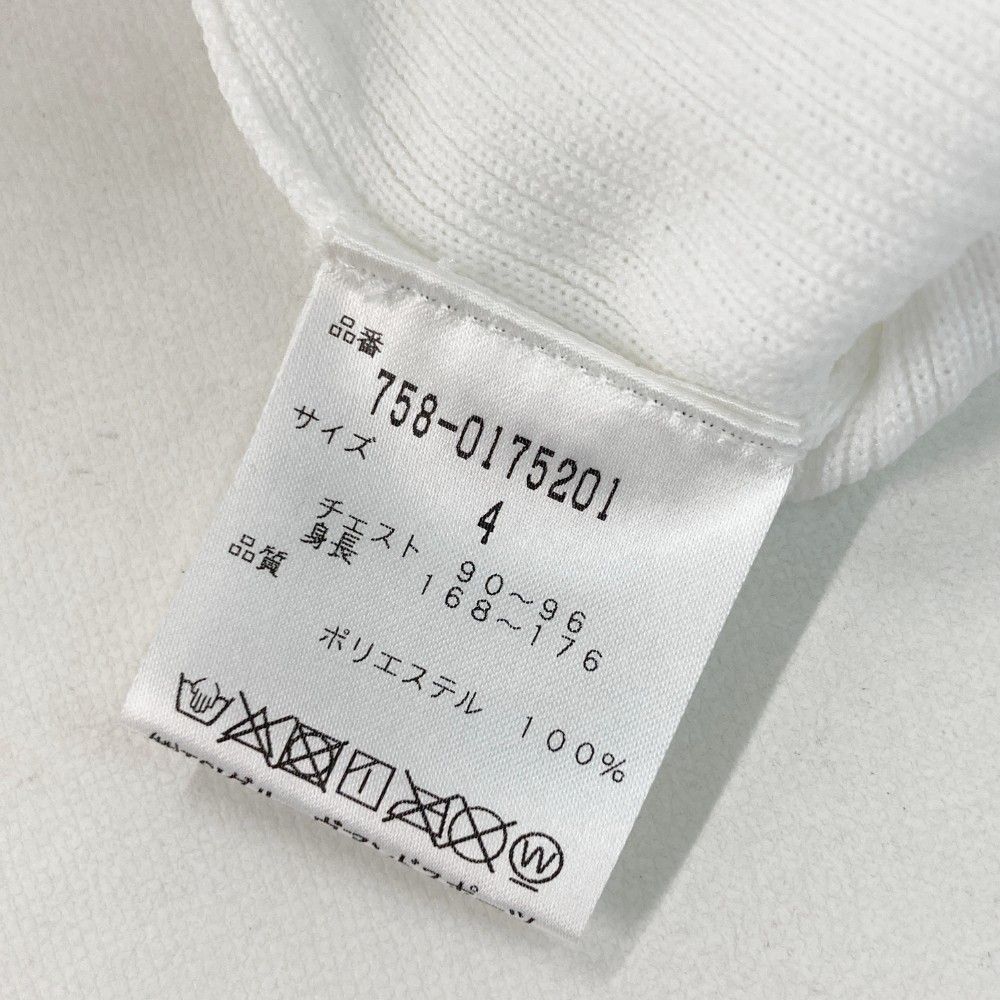 品番
758-0175201
サイズ
4
チェスト 90～96
身長 168～176
品質
ポリエステル 100%
W